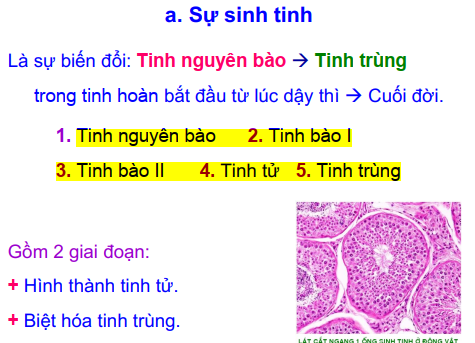 a. Sự sinh tinh
Là sự biến đổi: Tinh nguyên bào → Tinh trùng
trong tinh hoàn bắt đầu từ lúc dậy thì → Cuối đời.
1. Tinh nguyên bào 2. Tinh bào I
3. Tinh bào II 4. Tinh tử 5. Tinh trùng
Gồm 2 giai đoạn:
+ Hình thành tinh tử.
+ Biệt hóa tinh trùng.
LÁT CẮT NGANG 1 ỐNG SINH TINH Ở ĐỘNG VẬT